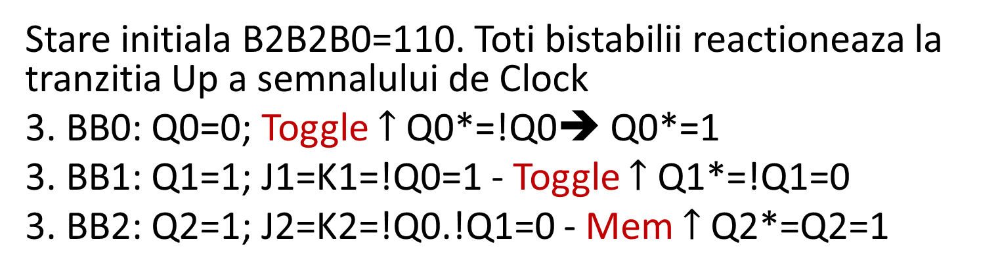 Stare initiala B2B2B0=110. Toti bistabilii reactioneaza la
tranzitia Up a semnalului de Clock
3. BB0: Q0=0; Toggle ↑ Q0*=!Q0🡺 Q0*=1
3. BB1: Q1=1; J1=K1=!Q0=1 - Toggle ↑ Q1*=!Q1=0
3. BB2: Q2=1; J2=K2=!Q0.!Q1=0 - Mem ↑ Q2*=Q2=1